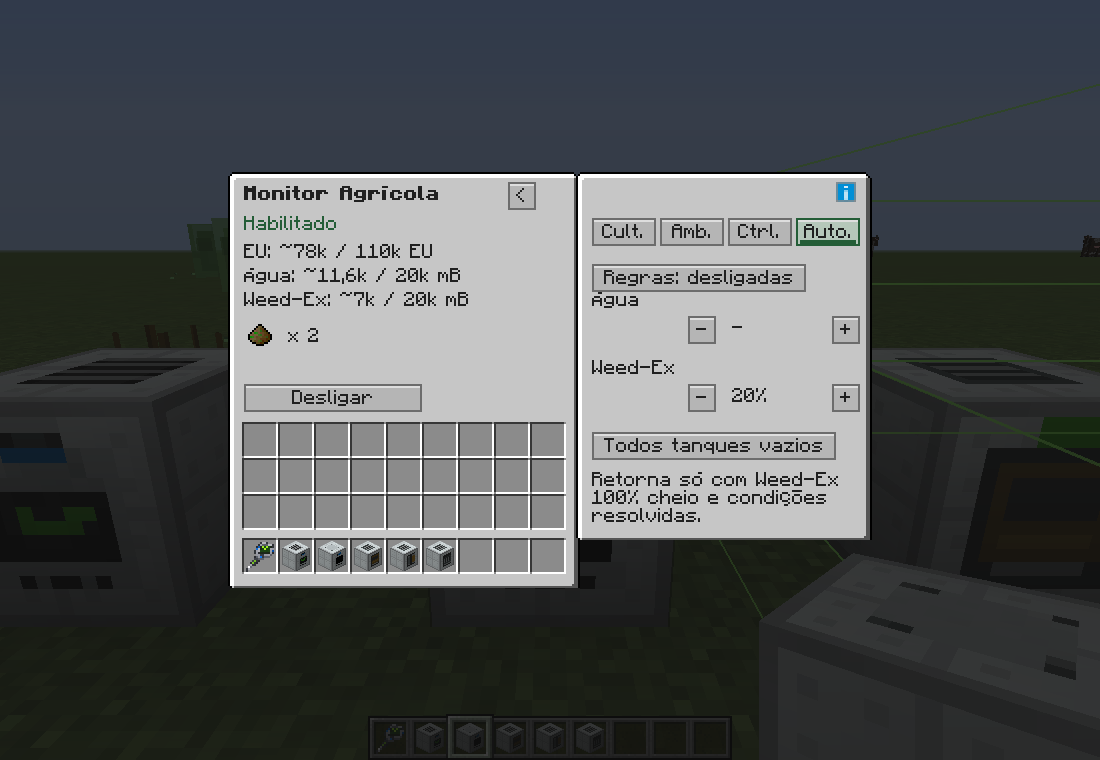 Monitor Agrícola
<
Habilitado
EU: ~78k / 110k EU
Água: ~11,6k / 20k mB
Weed-Ex: ~7k / 20k mB
x 2
Desligar
i
Cult. Amb. Ctrl. Auto.
Regras: desligadas
Água
- - +
Weed-Ex
- 20% +
Todos tanques vazios
Retorna só com Weed-Ex
100% cheio e condições
resolvidas.